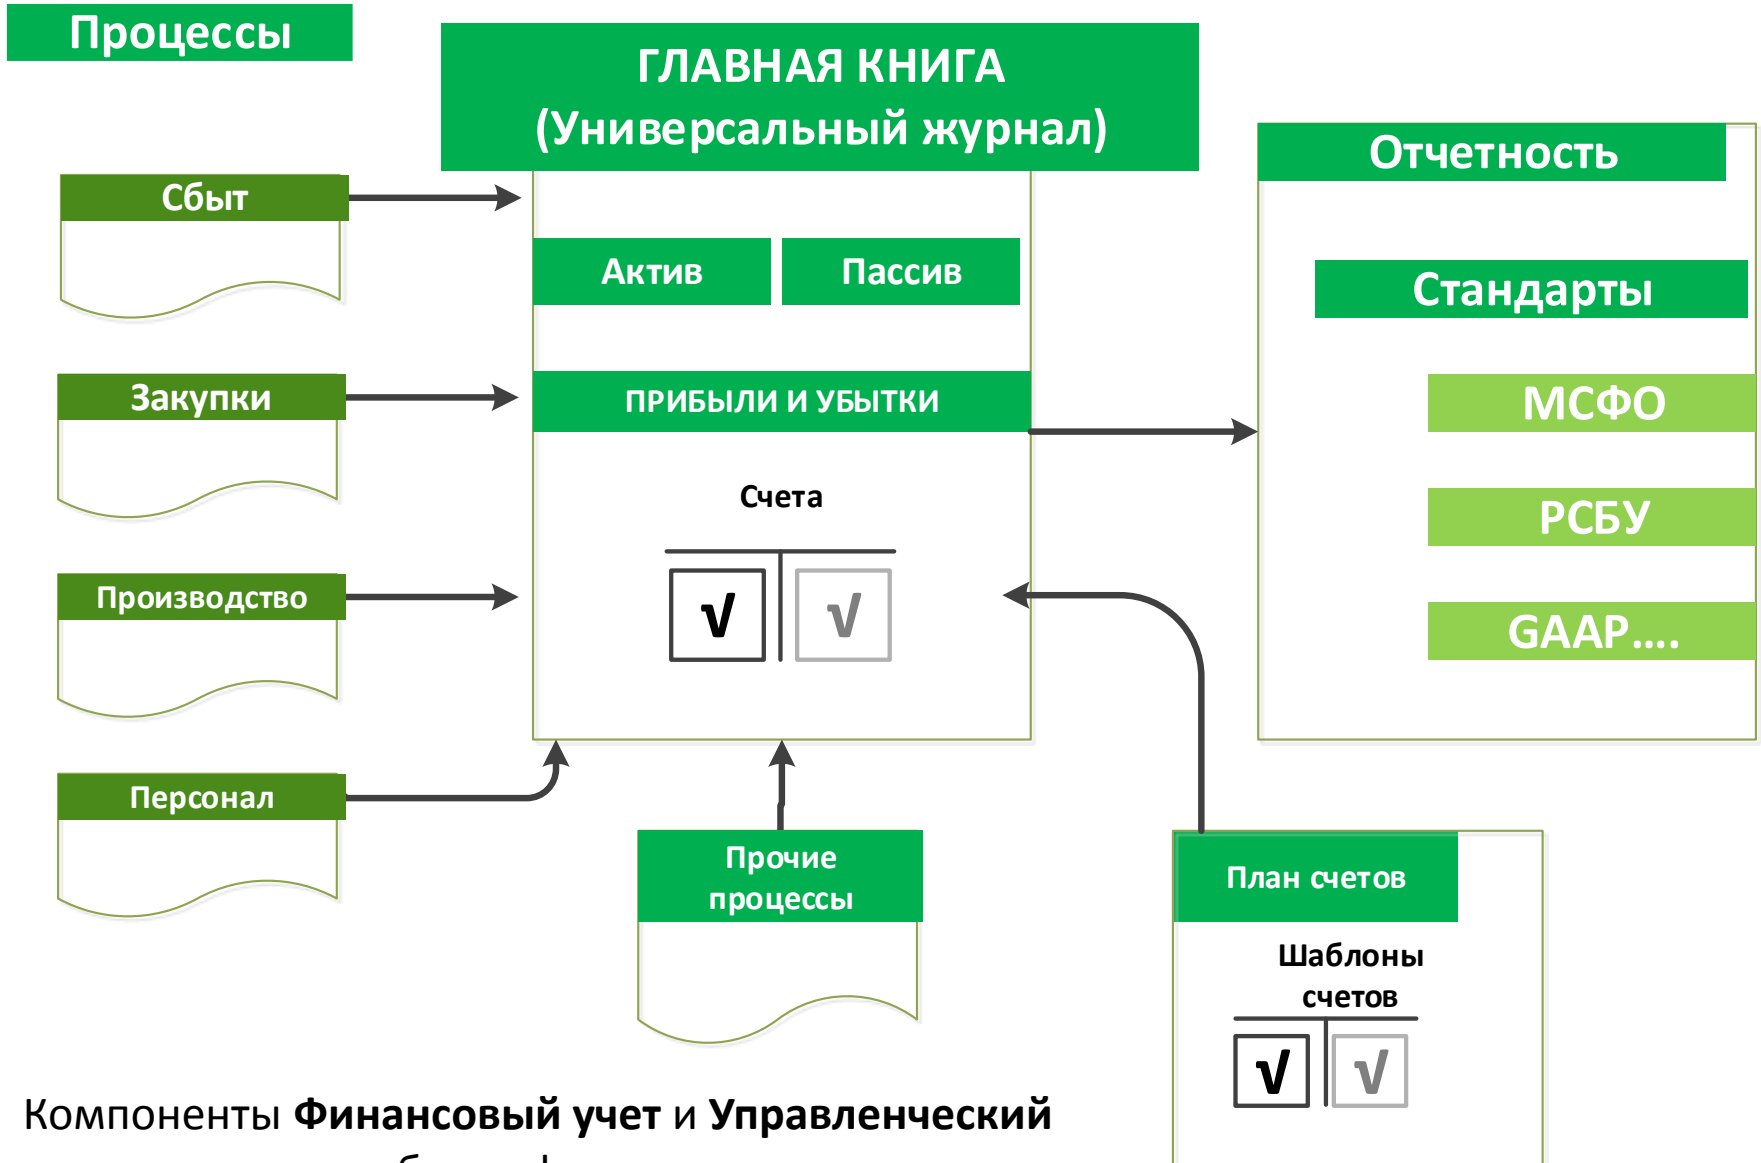 Процессы
ГЛАВНАЯ КНИГА
(Универсальный журнал)
Отчетность
Сбыт
Актив
Пассив
Стандарты
Закупки
ПРИБЫЛИ И УБЫТКИ
МСФО
Счета
РСБУ
Производство
√ √
GAAP....
Персонал
Прочие
процессы
План счетов
Шаблоны
счетов
√ √
Компоненты Финансовый учет и Управленческий